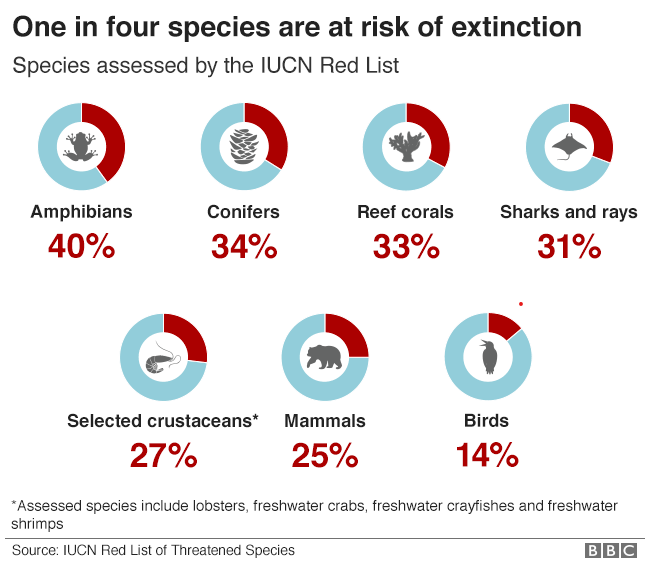 One in four species are at risk of extinction
Species assessed by the IUCN Red List
Amphibians
40%
Conifers
34%
Reef corals
33%
Sharks and rays
31%
Selected crustaceans*
27%
Mammals
25%
Birds
14%
*Assessed species include lobsters, freshwater crabs, freshwater crayfishes and freshwater
shrimps
Source: IUCN Red List of Threatened Species
BBC